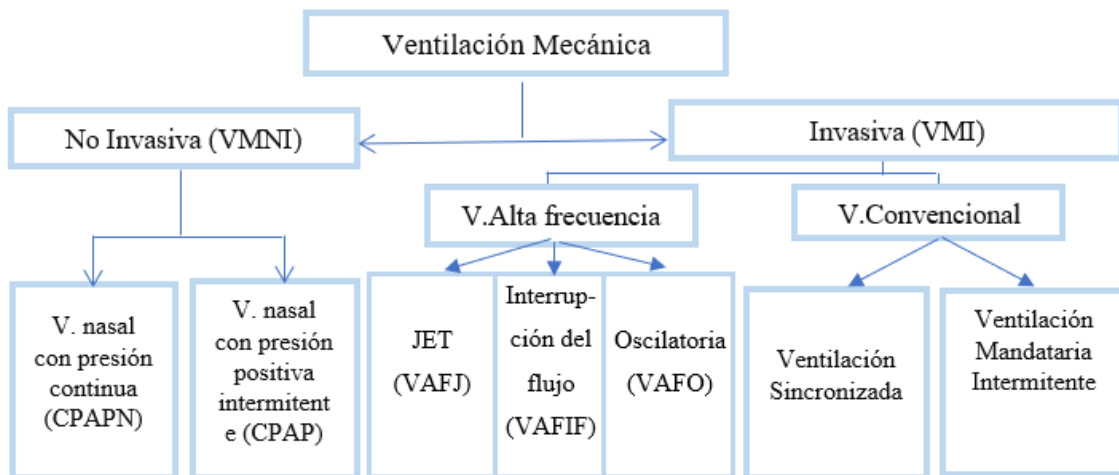 Ventilación Mecánica
No Invasiva (VMNI)
Invasiva (VMI)
V.Alta frecuencia
V.Convencional
V. nasal
con presión
continua
(CPAPN)
V. nasal
con presión
positiva
intermitent
e (CPAP)
JET
(VAFJ)
Interrup-
ción del
flujo
(VAFIF)
Oscilatoria
(VAFO)
Ventilación
Sincronizada
Ventilación
Mandataria
Intermitente